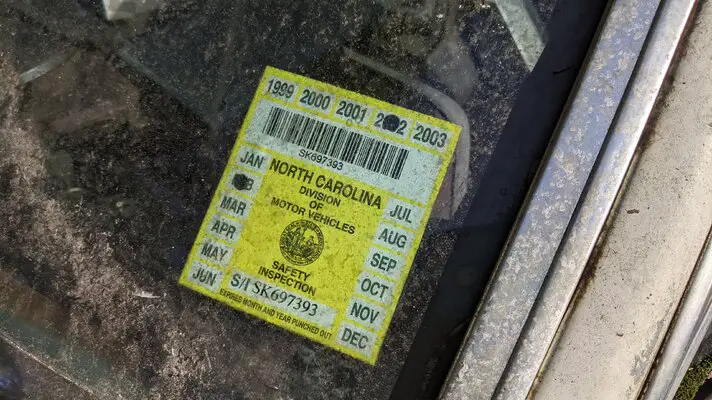 1999 2000 2001 2002 2003
SK697393
JAN
MAR
APR
MAY
JUN
NORTH CAROLINA
DIVISION
OF
MOTOR VEHICLES
SAFETY
INSPECTION
JUL
AUG
SEP
OCT
NOV
DEC
S/I SK697393
EXPIRES MONTH AND YEAR PUNCHED OUT